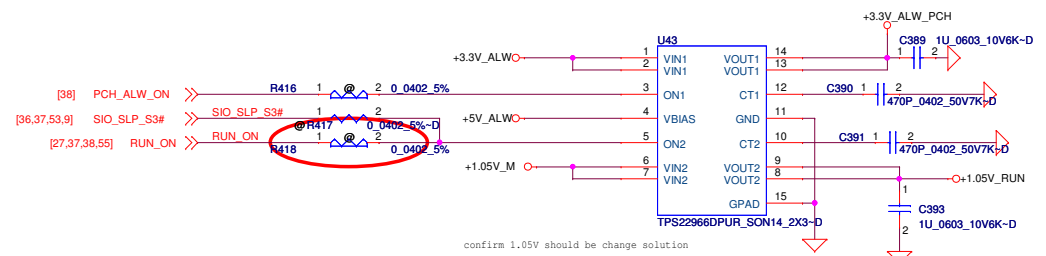 +3.3V_ALW_PCH
U43
C389 1U_0603_10V6K~D
+3.3V_ALW 1 VIN1 VOUT1 14 1 2
2 VIN1 VOUT1 13
[38] PCH_ALW_ON R416 1 @ 2 0_0402_5% 3 ON1 CT1 12 C390 1 2
470P_0402_50V7K~D
[36,37,53,9] SIO_SLP_S3# SIO_SLP_S3# 1 2 +5V_ALW 4 VBIAS GND 11
@R417 0_0402_5%~D
[27,37,38,55] RUN_ON RUN_ON 1 @ 2 5 ON2 CT2 10 C391 1 2
R418 0_0402_5% 470P_0402_50V7K~D
+1.05V_M 6 VIN2 VOUT2 9
7 VIN2 VOUT2 8 +1.05V_RUN
1
GPAD 15 C393
TPS22966DPUR_SON14_2X3~D 1U_0603_10V6K~D
2
confirm 1.05V should be change solution